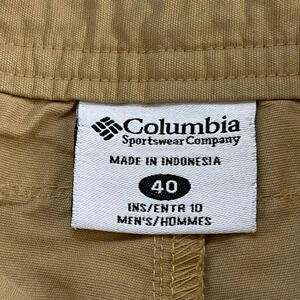 Columbia
Sportswear Company
MADE IN INDONESIA
40
INS/ENTR 10
MEN'S/HOMMES